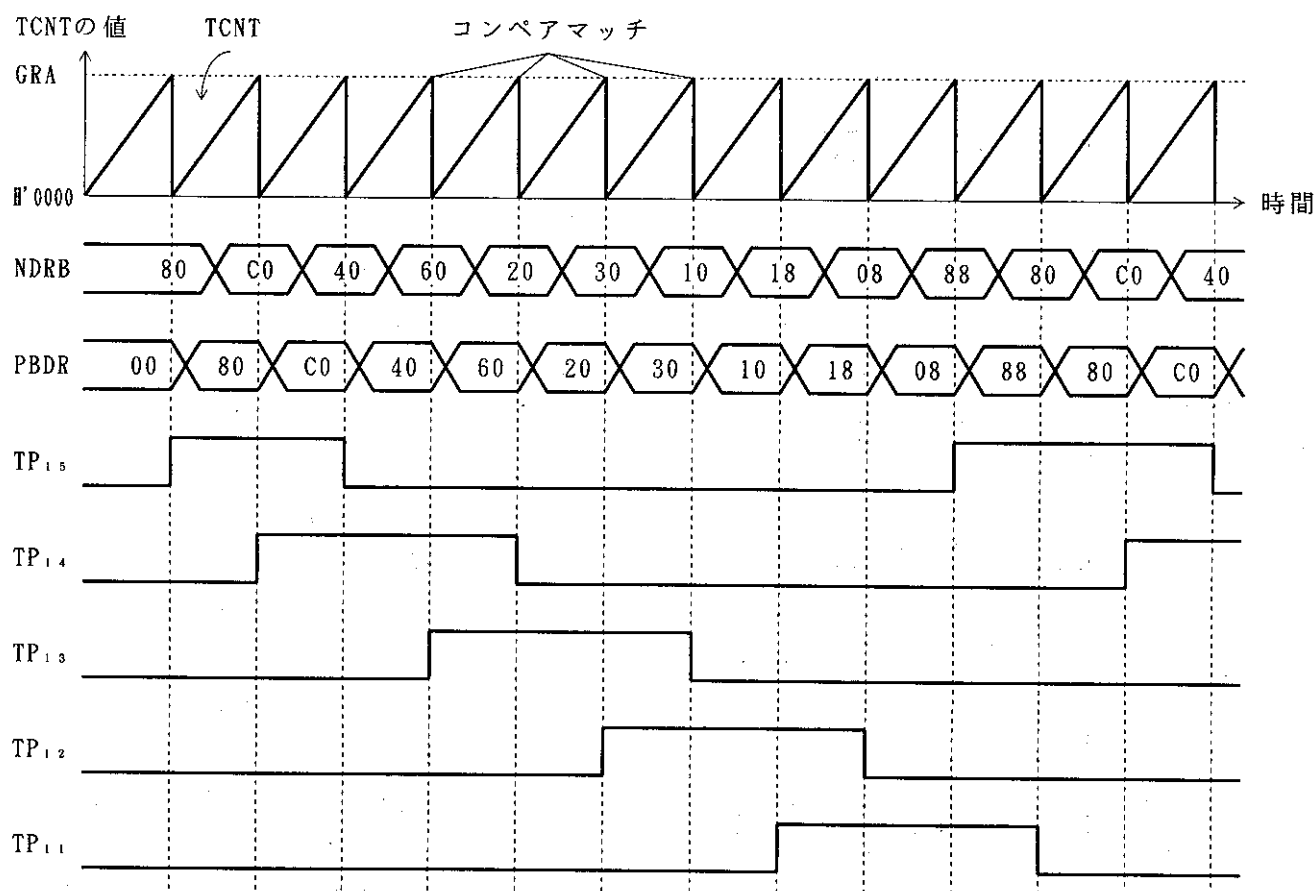 TCNTの値 TCNT コンペアマッチ
GRA
H'0000 時間
NDRB 80 C0 40 60 20 30 10 18 08 88 80 C0 40
PBDR 00 80 C0 40 60 20 30 10 18 08 88 80 C0
TP₁₅
TP₁₄
TP₁₃
TP₁₂
TP₁₁